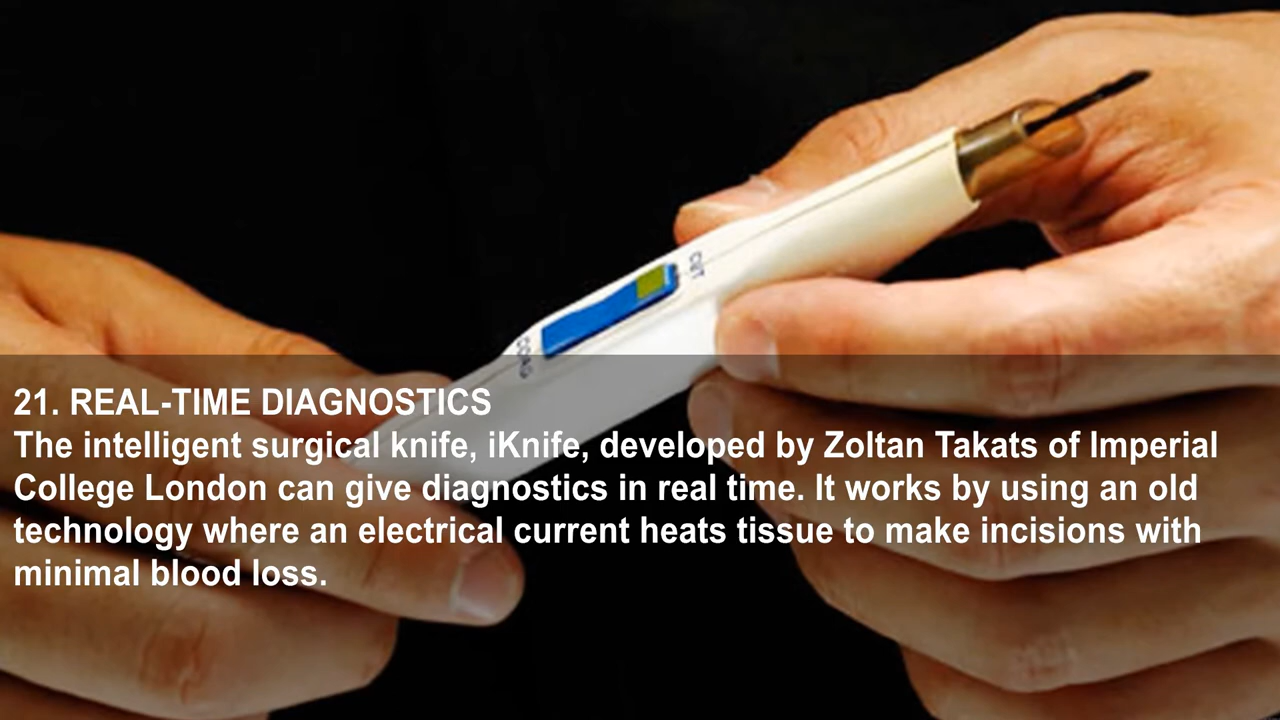 CUT
COAG
21. REAL-TIME DIAGNOSTICS
The intelligent surgical knife, iKnife, developed by Zoltan Takats of Imperial
College London can give diagnostics in real time. It works by using an old
technology where an electrical current heats tissue to make incisions with
minimal blood loss.